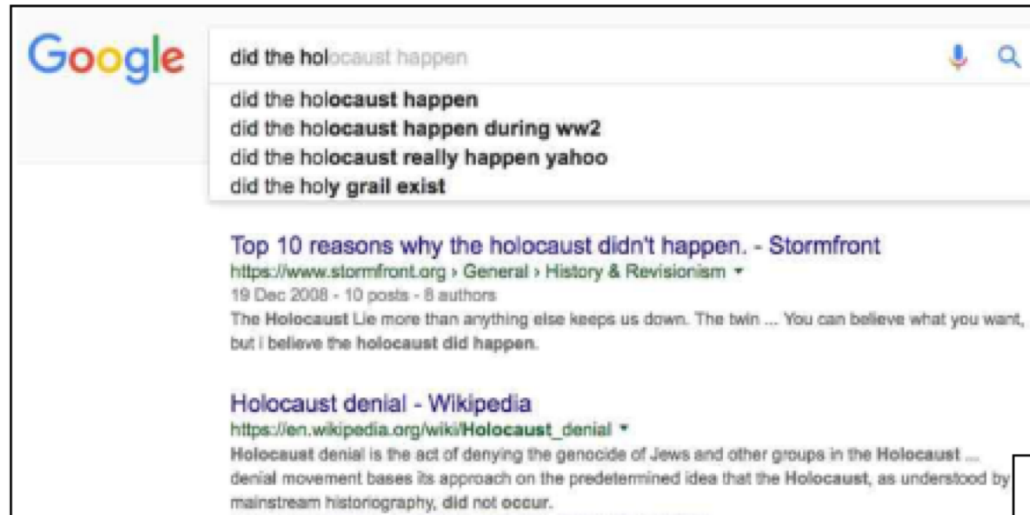 Google
did the holocaust happen
did the holocaust happen
did the holocaust happen during ww2
did the holocaust really happen yahoo
did the holy grail exist
Top 10 reasons why the holocaust didn't happen. - Stormfront
https://www.stormfront.org › General › History & Revisionism
19 Dec 2008 - 10 posts - 8 authors
The Holocaust Lie more than anything else keeps us down. The twin ... You can believe what you want,
but i believe the holocaust did happen.
Holocaust denial - Wikipedia
https://en.wikipedia.org/wiki/Holocaust_denial
Holocaust denial is the act of denying the genocide of Jews and other groups in the Holocaust ...
denial movement bases its approach on the predetermined idea that the Holocaust, as understood by
mainstream historiography, did not occur.